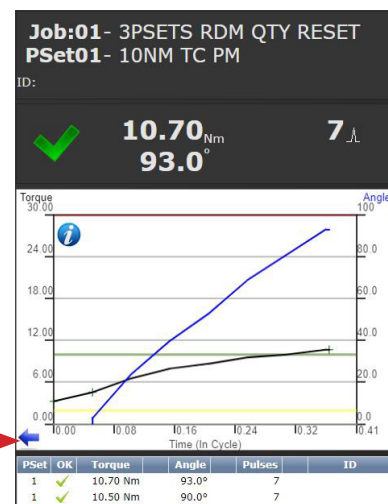 Job:01- 3PSETS RDM QTY RESET
PSet01- 10NM TC PM
ID:
10.70 Nm 7
93.0°
Torque Angle
30.00 100
24.00 80.0
18.00 60.0
12.00 40.0
6.00 20.0
0.00 0.0
0.00 0.08 0.16 0.24 0.32 0.41
Time (In Cycle)
PSet OK Torque Angle Pulses ID
1 10.70 Nm 93.0° 7
1 10.50 Nm 90.0° 7